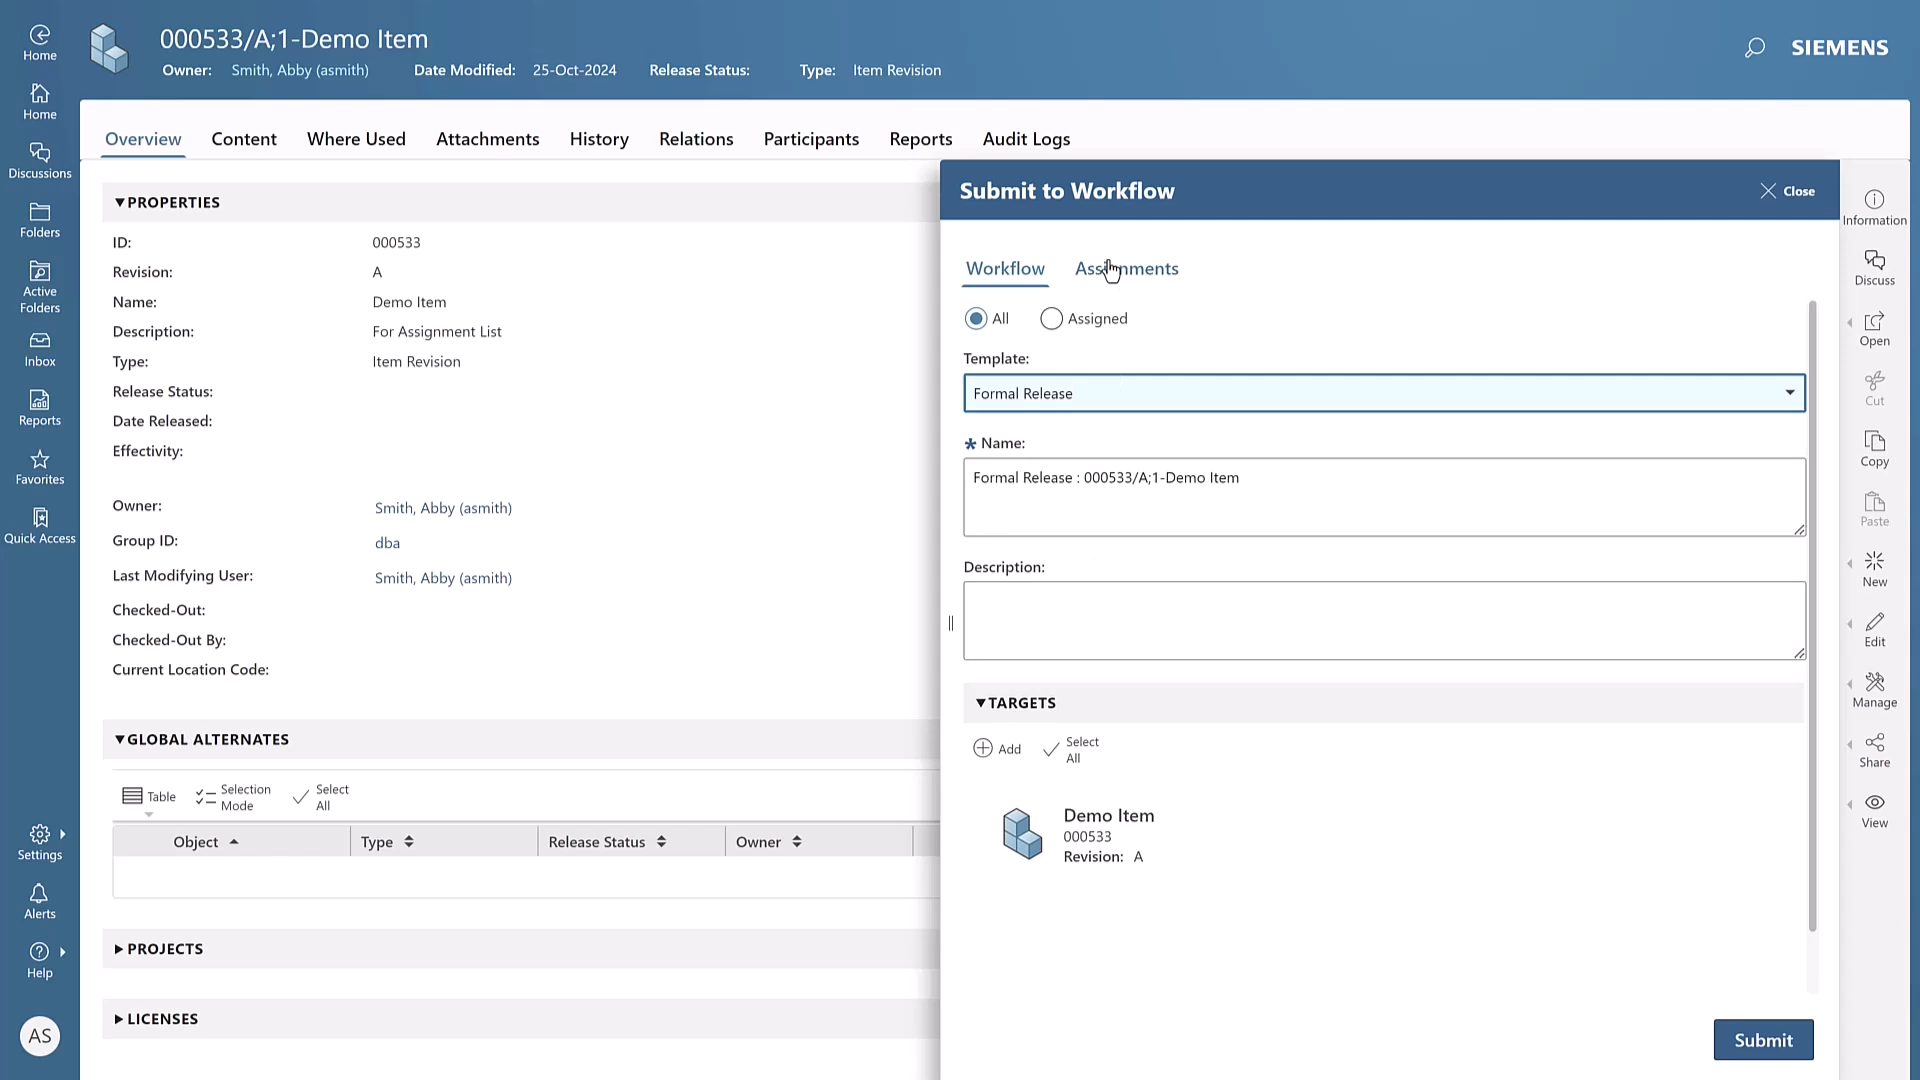 000533/A;1-Demo Item
Owner: Smith, Abby (asmith) Date Modified: 25-Oct-2024 Release Status: Type: Item Revision
SIEMENS
Home
Home
Discussions
Folders
Active
Folders
Inbox
Reports
Favorites
Quick Access
Settings
Alerts
Help
AS
Overview Content Where Used Attachments History Relations Participants Reports Audit Logs
PROPERTIES
ID: 000533
Revision: A
Name: Demo Item
Description: For Assignment List
Type: Item Revision
Release Status:
Date Released:
Effectivity:
Owner: Smith, Abby (asmith)
Group ID: dba
Last Modifying User: Smith, Abby (asmith)
Checked-Out:
Checked-Out By:
Current Location Code:
GLOBAL ALTERNATES
Table
Selection
Mode
Select
All
Object Type Release Status Owner
PROJECTS
LICENSES
Submit to Workflow
Close
Workflow Assignments
All Assigned
Template:
Formal Release
* Name:
Formal Release : 000533/A;1-Demo Item
Description:
TARGETS
Add
Select
All
Demo Item
000533
Revision: A
Submit
Information
Discuss
Open
Cut
Copy
Paste
New
Edit
Manage
Share
View